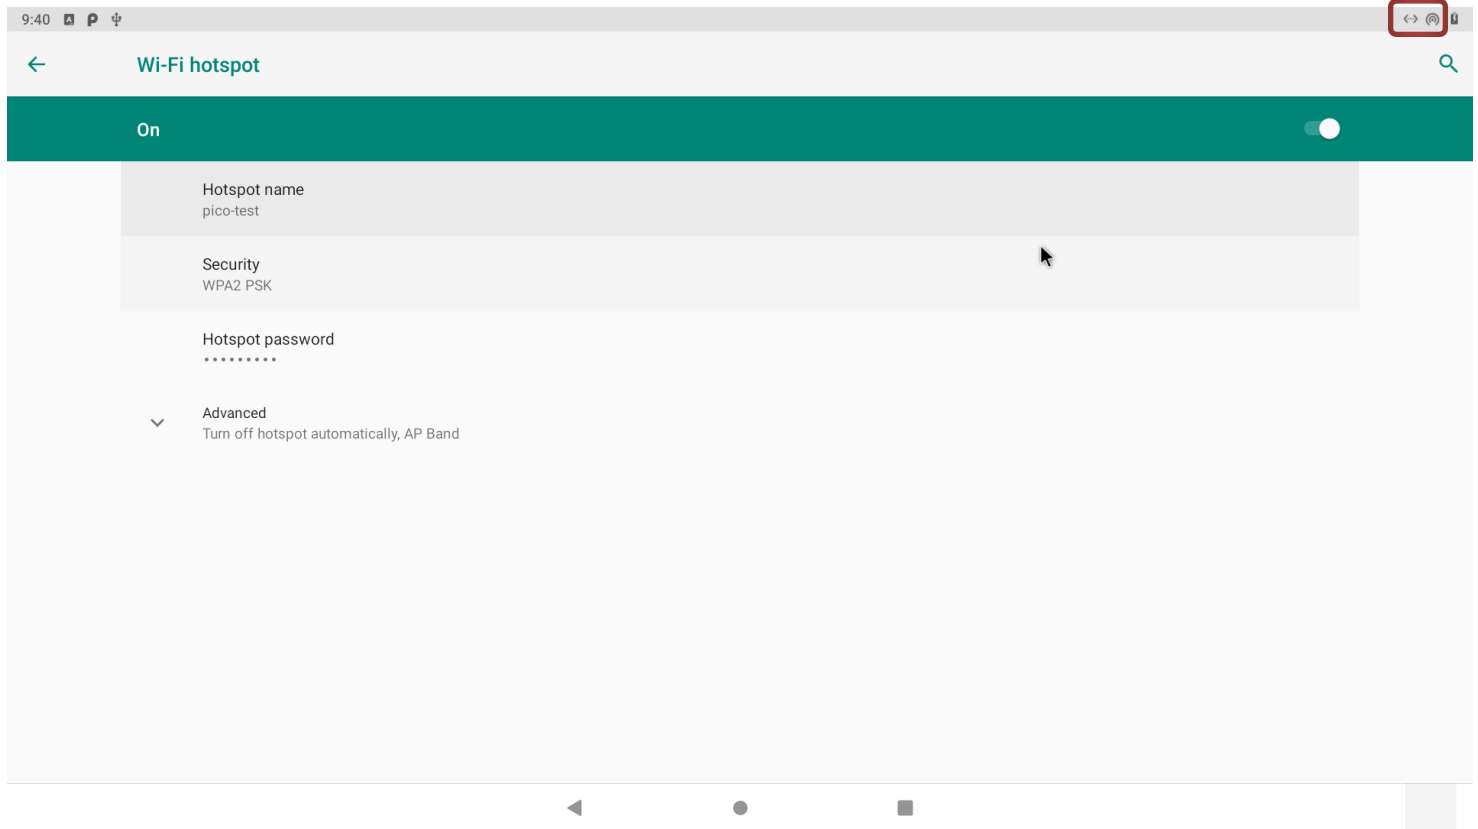 9:40
Wi-Fi hotspot
On
Hotspot name
pico-test
Security
WPA2 PSK
Hotspot password
•••••••••
Advanced
Turn off hotspot automatically, AP Band